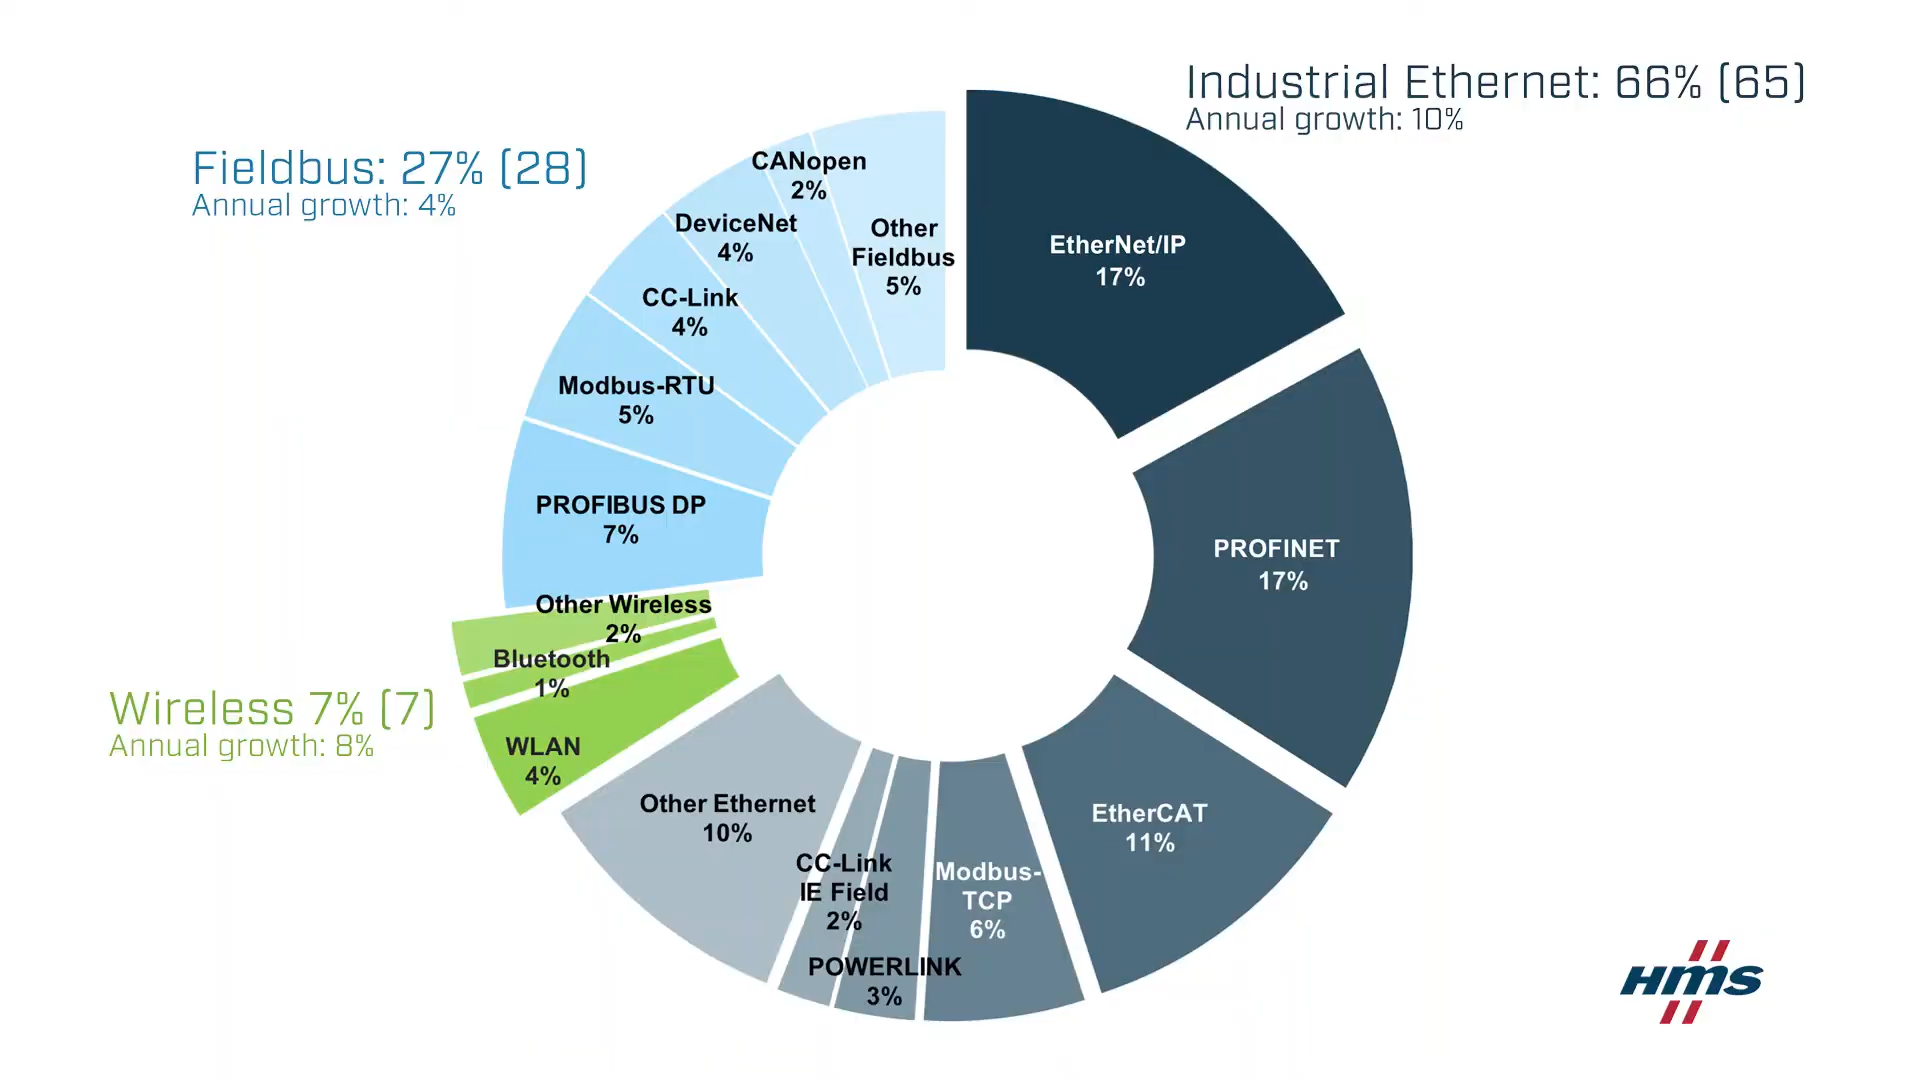 Industrial Ethernet: 66% (65)
Annual growth: 10%
Fieldbus: 27% (28)
Annual growth: 4%
CANopen
2%
DeviceNet
4%
Other
Fieldbus
5%
EtherNet/IP
17%
CC-Link
4%
Modbus-RTU
5%
PROFIBUS DP
7%
PROFINET
17%
Other Wireless
2%
Bluetooth
1%
Wireless 7% (7)
Annual growth: 8%
WLAN
4%
Other Ethernet
10%
CC-Link
IE Field
2%
POWERLINK
3%
Modbus-
TCP
6%
EtherCAT
11%
HMS